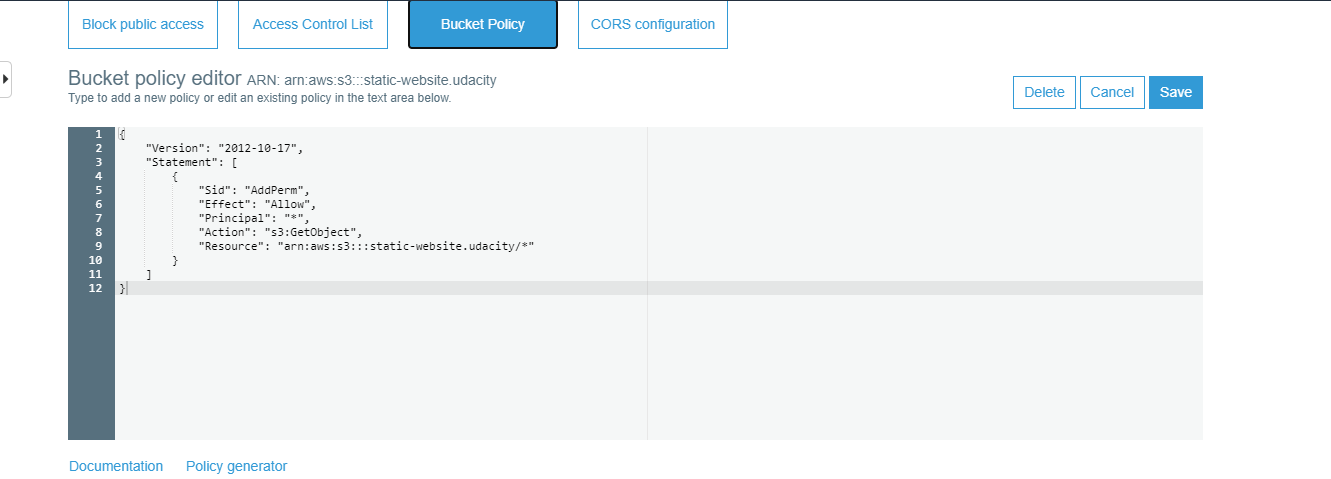 Block public access
Access Control List
Bucket Policy
CORS configuration
Bucket policy editor ARN: arn:aws:s3:::static-website.udacity
Type to add a new policy or edit an existing policy in the text area below.
Delete
Cancel
Save
1 {
2 "Version": "2012-10-17",
3 "Statement": [
4 {
5 "Sid": "AddPerm",
6 "Effect": "Allow",
7 "Principal": "*",
8 "Action": "s3:GetObject",
9 "Resource": "arn:aws:s3:::static-website.udacity/*"
10 }
11 ]
12 }
Documentation
Policy generator